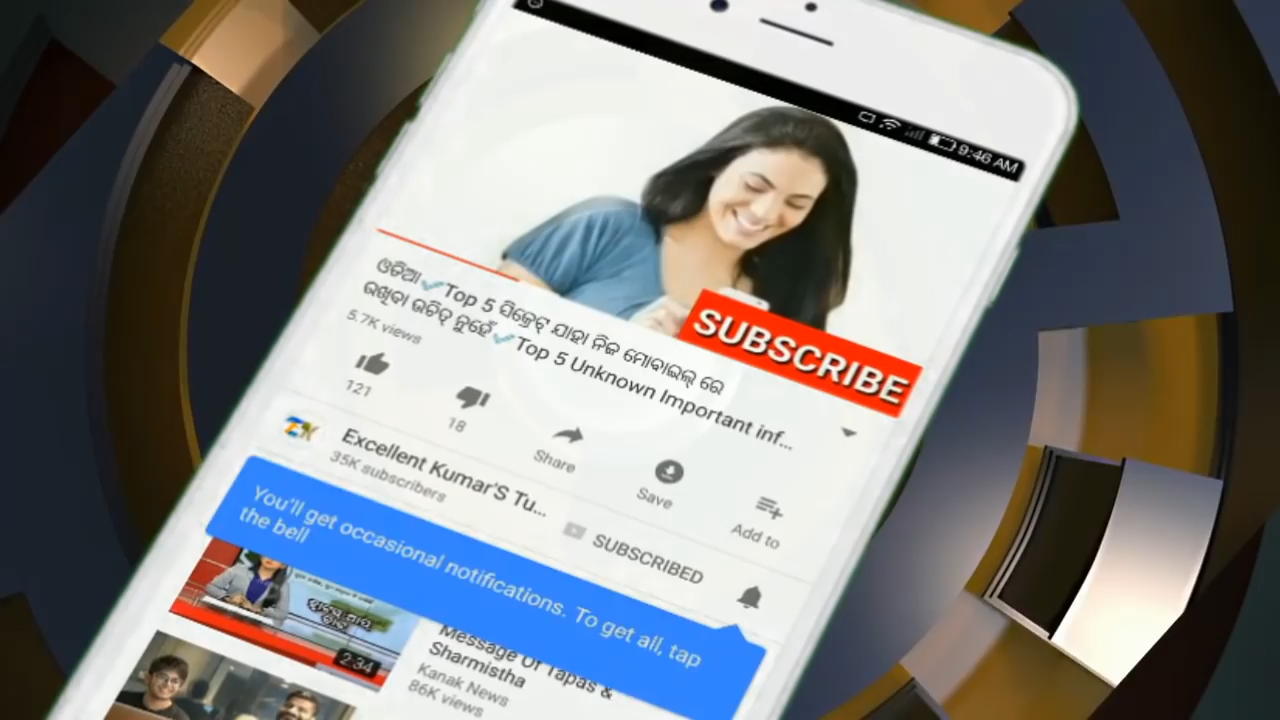 9:46 AM
SUBSCRIBE
ଓଡିଆ✔Top 5 ସିକ୍ରେଟ୍ ଯାହା ନିଜ ମୋବାଇଲ୍ ରେ
ରଖିବା ଉଚିତ୍ ନୁହେଁ✔Top 5 Unknown Important inf...
5.7K views
121
18
Share
Save
Add to
Excellent Kumar'S Tu...
35K subscribers
SUBSCRIBED
You'll get occasional notifications. To get all, tap
the bell
2:34
Message Of Tapas &
Sharmistha
Kanak News
86K views